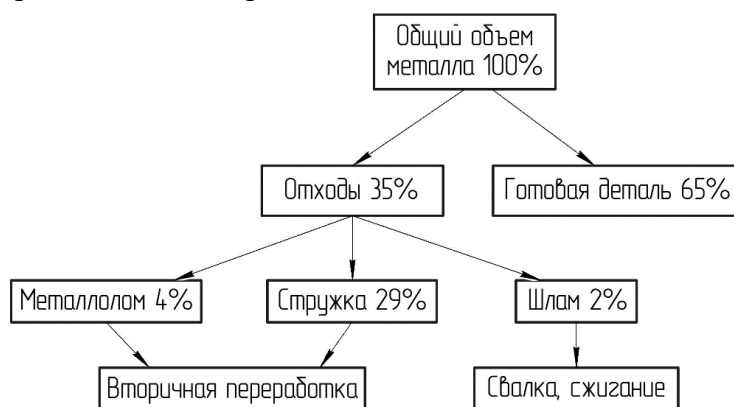 Общий объем
металла 100%
Отходы 35%
Готовая деталь 65%
Металлолом 4%
Стружка 29%
Шлам 2%
Вторичная переработка
Свалка, сжигание